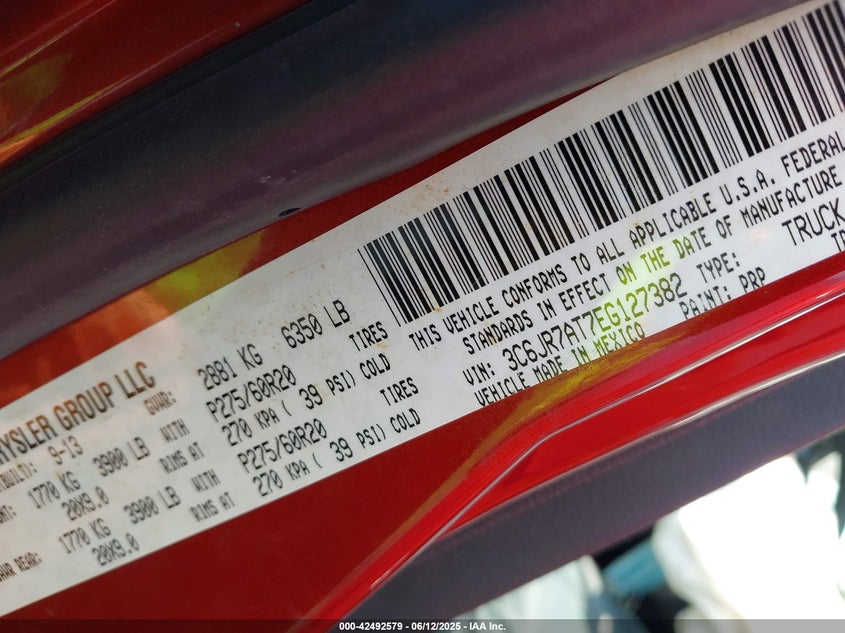 RYSLER GROUP LLC
BUILT: 9-13 GVWR: 2881 KG 6350 LB
1770 KG 3900 LB WITH P275/60R20 TIRES
20X9.0 RIMS AT 270 KPA ( 39 PSI) COLD
REAR: 1770 KG 3900 LB WITH P275/60R20 TIRES
20X9.0 RIMS AT 270 KPA ( 39 PSI) COLD
THIS VEHICLE CONFORMS TO ALL APPLICABLE U.S.A. FEDERAL
STANDARDS IN EFFECT ON THE DATE OF MANUFACTURE
VIN: 3C6JR7AT7EG127382 TYPE: TRUCK
VEHICLE MADE IN MEXICO PAINT: PRP
000-42492579 - 06/12/2025 - IAA Inc.